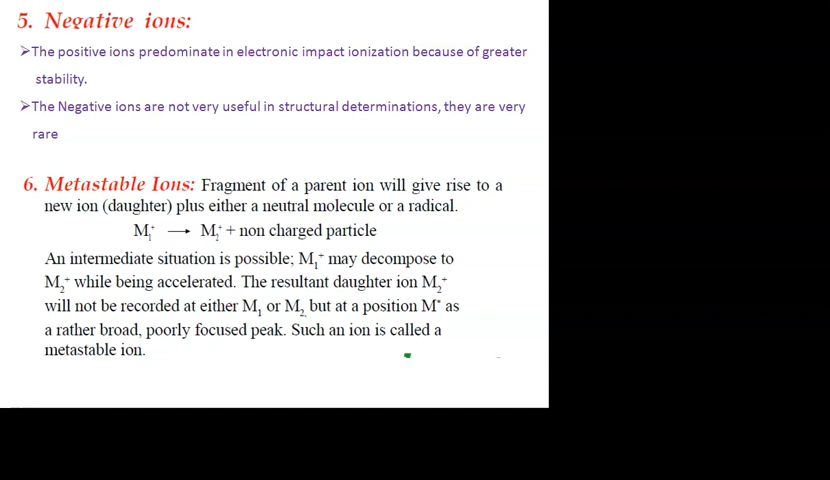 5. Negative ions:
➢The positive ions predominate in electronic impact ionization because of greater
stability.
➢The Negative ions are not very useful in structural determinations, they are very
rare
6. Metastable Ions: Fragment of a parent ion will give rise to a
new ion (daughter) plus either a neutral molecule or a radical.
M₁⁺ ⟶ M₂⁺ + non charged particle
An intermediate situation is possible; M₁⁺ may decompose to
M₂⁺ while being accelerated. The resultant daughter ion M₂⁺
will not be recorded at either M₁ or M₂, but at a position M* as
a rather broad, poorly focused peak. Such an ion is called a
metastable ion.